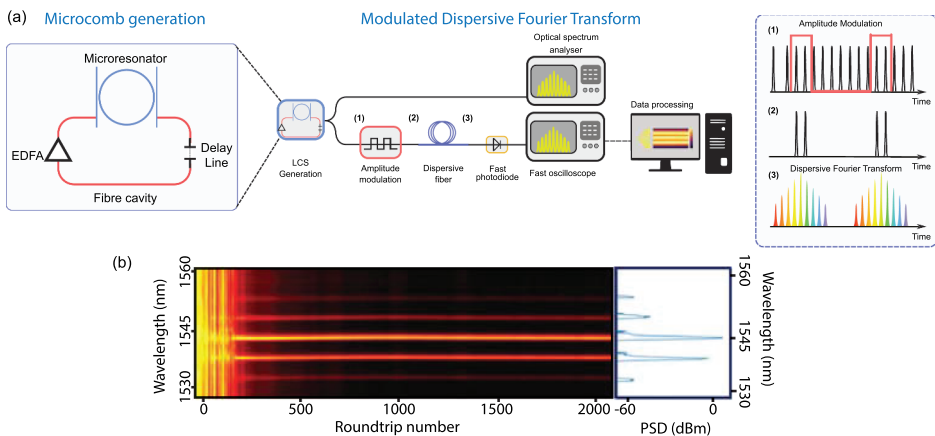 (a) Microcomb generation
Modulated Dispersive Fourier Transform
Microresonator
EDFA
Delay
Line
Fibre cavity
LCS
Generation
(1)
(2)
(3)
Amplitude
modulation
Dispersive
fiber
Fast
photodiode
Optical spectrum
analyser
Fast oscilloscope
Data processing
Amplitude Modulation
(1)
Time
(2)
Time
Dispersive Fourier Transform
(3)
Time
(b)
Wavelength (nm)
1560
1545
1530
0 500 1000 1500 2000
Roundtrip number
-60 0
PSD (dBm)
1560
1545
1530
Wavelength (nm)